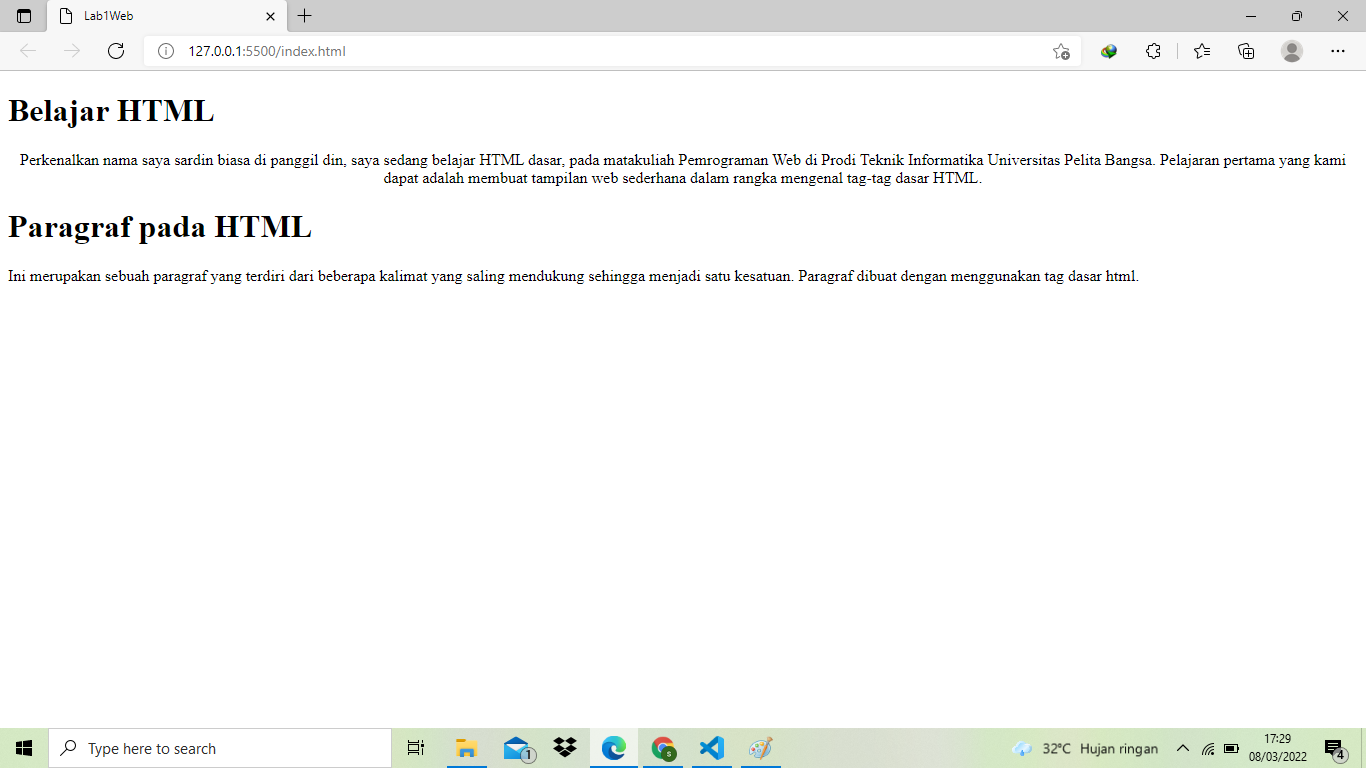 Lab1Web
127.0.0.1:5500/index.html
Belajar HTML
Perkenalkan nama saya sardin biasa di panggil din, saya sedang belajar HTML dasar, pada matakuliah Pemrograman Web di Prodi Teknik Informatika Universitas Pelita Bangsa. Pelajaran pertama yang kami
dapat adalah membuat tampilan web sederhana dalam rangka mengenal tag-tag dasar HTML.
Paragraf pada HTML
Ini merupakan sebuah paragraf yang terdiri dari beberapa kalimat yang saling mendukung sehingga menjadi satu kesatuan. Paragraf dibuat dengan menggunakan tag dasar html.
Type here to search
1
s
32°C Hujan ringan
17:29
08/03/2022
4